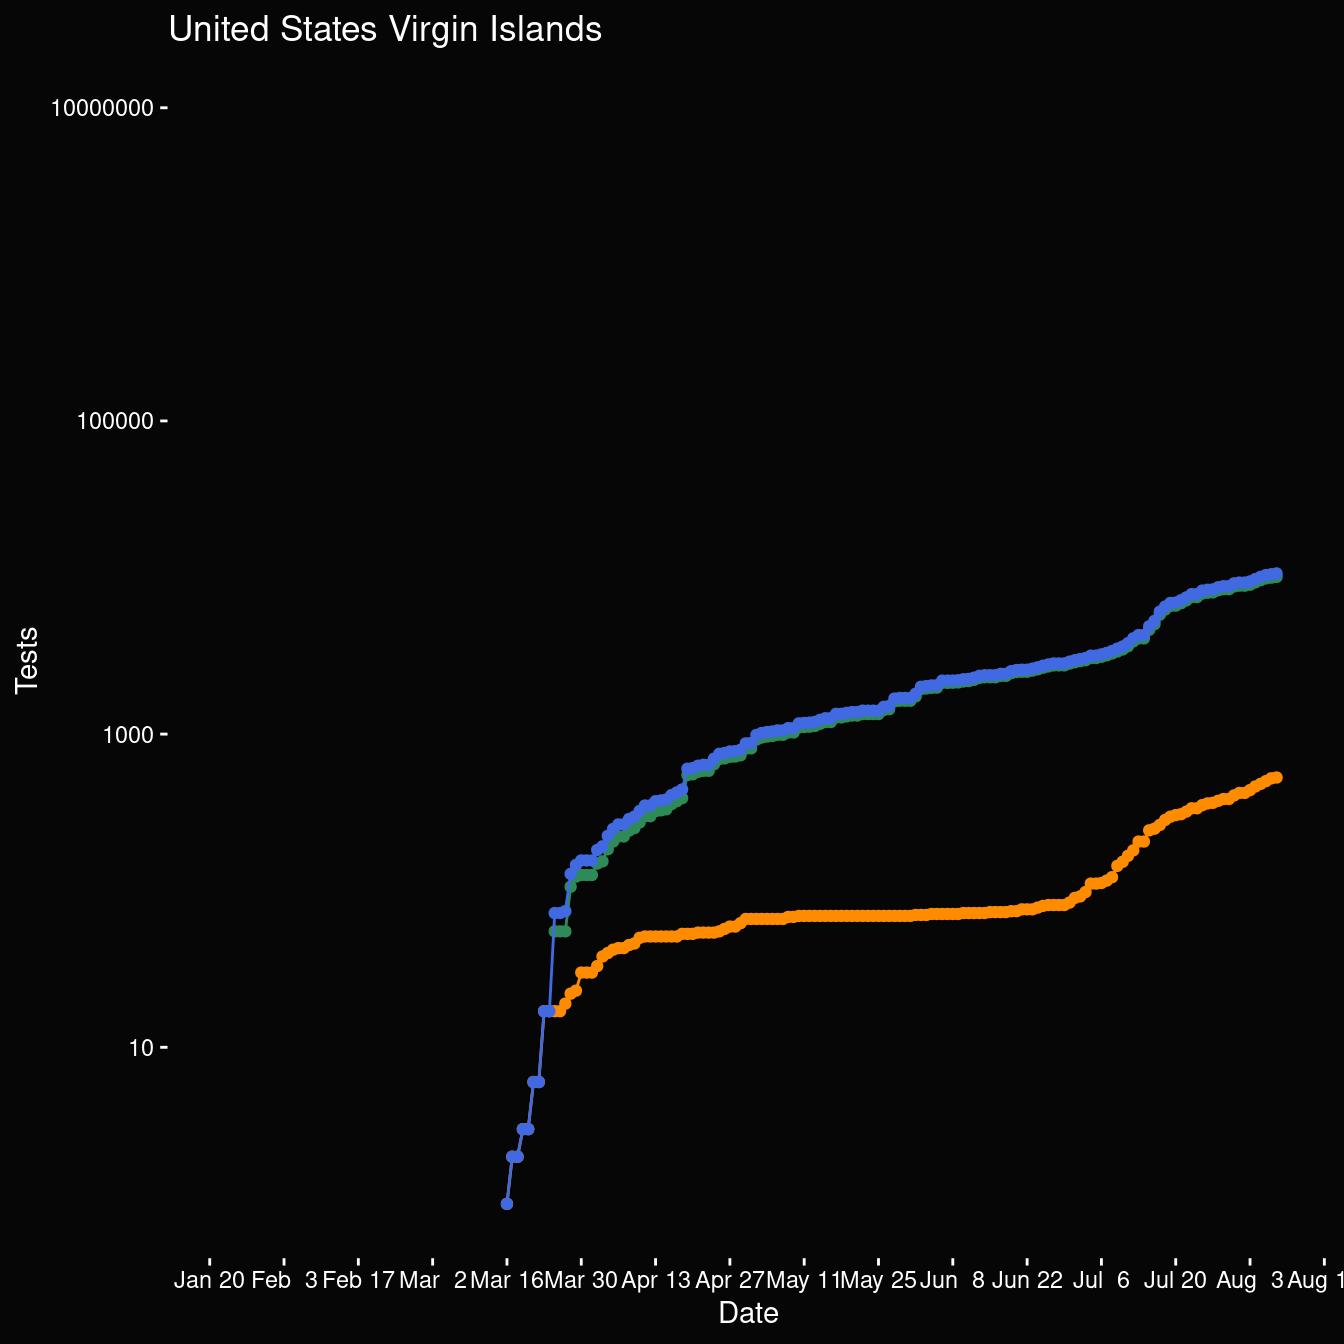 United States Virgin Islands
10000000
100000
1000
10
Tests
Jan 20 Feb 3 Feb 17 Mar 2 Mar 16 Mar 30 Apr 13 Apr 27 May 11 May 25 Jun 8 Jun 22 Jul 6 Jul 20 Aug 3 Aug 1
Date